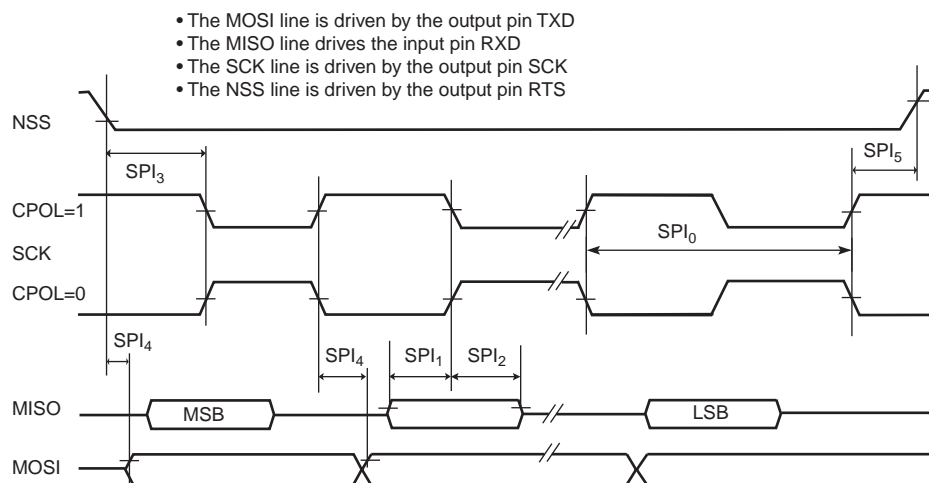 • The MOSI line is driven by the output pin TXD
• The MISO line drives the input pin RXD
• The SCK line is driven by the output pin SCK
• The NSS line is driven by the output pin RTS
NSS
SPI3
SPI5
CPOL=1
SCK
SPI0
CPOL=0
SPI4
SPI4
SPI1
SPI2
MISO
MSB
LSB
MOSI